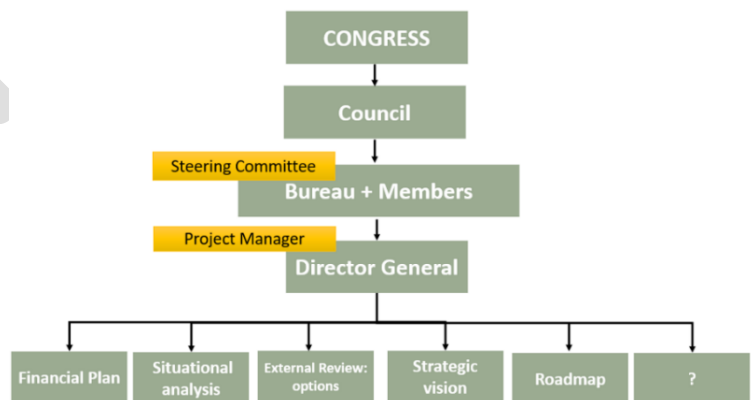 CONGRESS
Council
Steering Committee
Bureau + Members
Project Manager
Director General
Financial Plan
Situational
analysis
External Review:
options
Strategic
vision
Roadmap
?